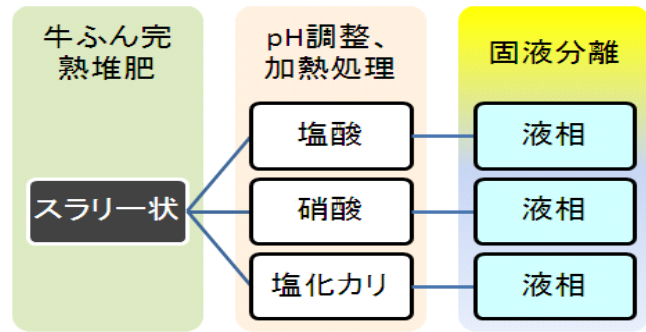 牛ふん完
熟堆肥
pH調整、
加熱処理
固液分離
塩酸
液相
スラリー状
硝酸
液相
塩化カリ
液相